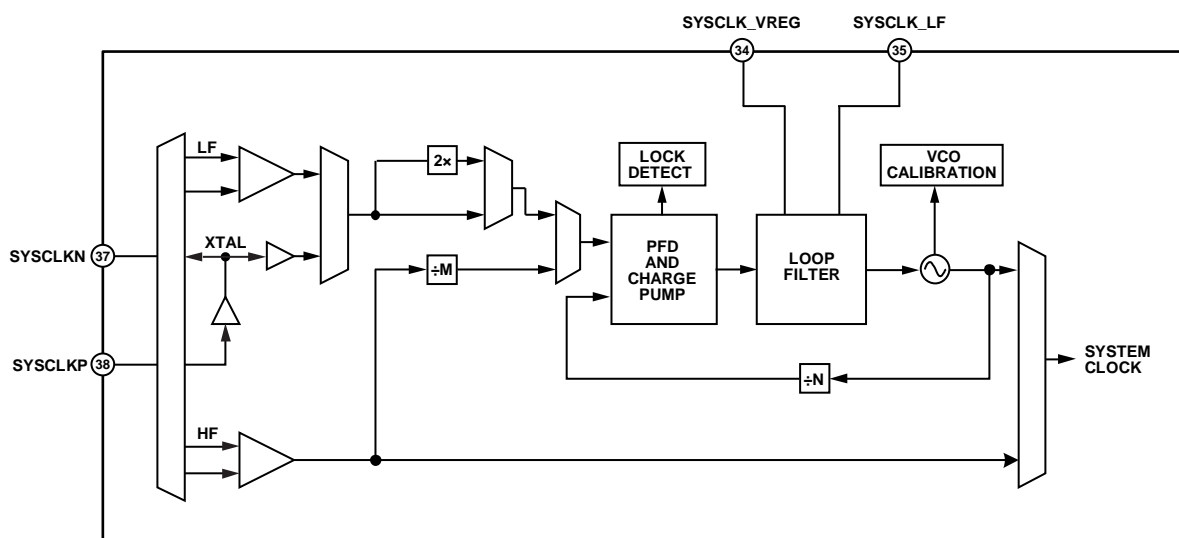 SYSCLK_VREG
SYSCLK_LF
34
35
LF
2×
LOCK
DETECT
VCO
CALIBRATION
SYSCLKN
37
XTAL
÷M
PFD
AND
CHARGE
PUMP
LOOP
FILTER
SYSCLKP
38
÷N
SYSTEM
CLOCK
HF